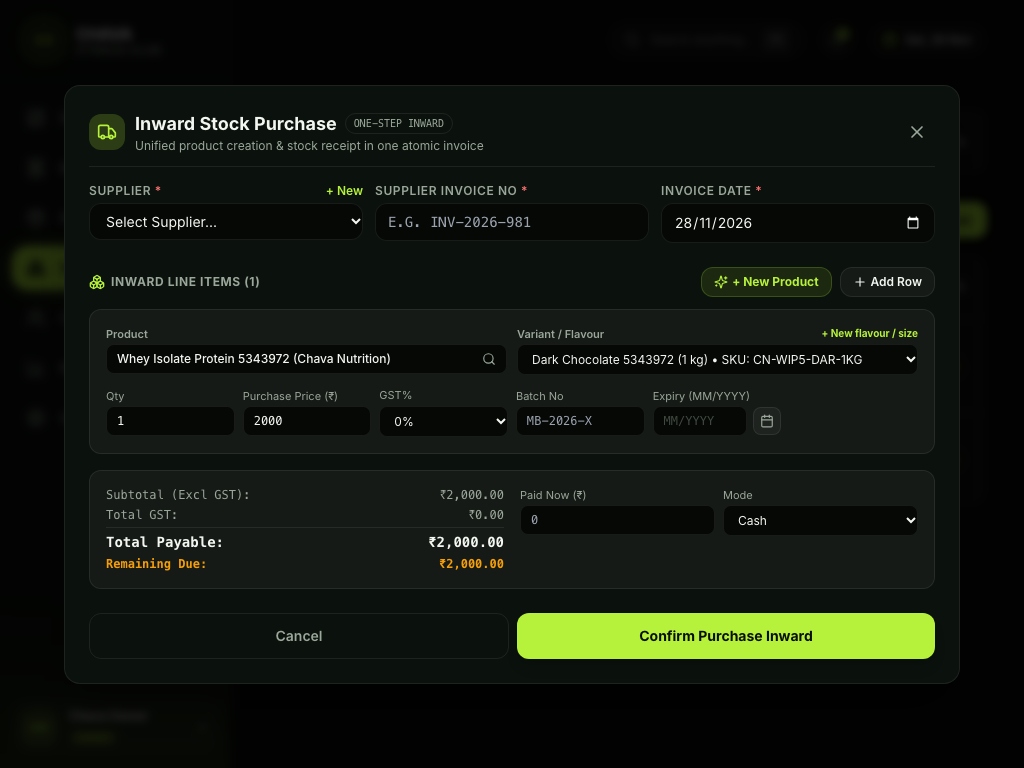 Inward Stock Purchase
ONE-STEP INWARD
Unified product creation & stock receipt in one atomic invoice
SUPPLIER *
+ New
SUPPLIER INVOICE NO *
INVOICE DATE *
Select Supplier...
E.G. INV-2026-981
28/11/2026
INWARD LINE ITEMS (1)
+ New Product
Add Row
Product
Variant / Flavour
+ New flavour / size
Whey Isolate Protein 5343972 (Chava Nutrition)
Dark Chocolate 5343972 (1 kg) • SKU: CN-WIP5-DAR-1KG
Qty
Purchase Price (₹)
GST%
Batch No
Expiry (MM/YYYY)
1
2000
0%
MB-2026-X
MM/YYYY
Subtotal (Excl GST):
₹2,000.00
Total GST:
₹0.00
Total Payable:
₹2,000.00
Remaining Due:
₹2,000.00
Paid Now (₹)
Mode
0
Cash
Cancel
Confirm Purchase Inward